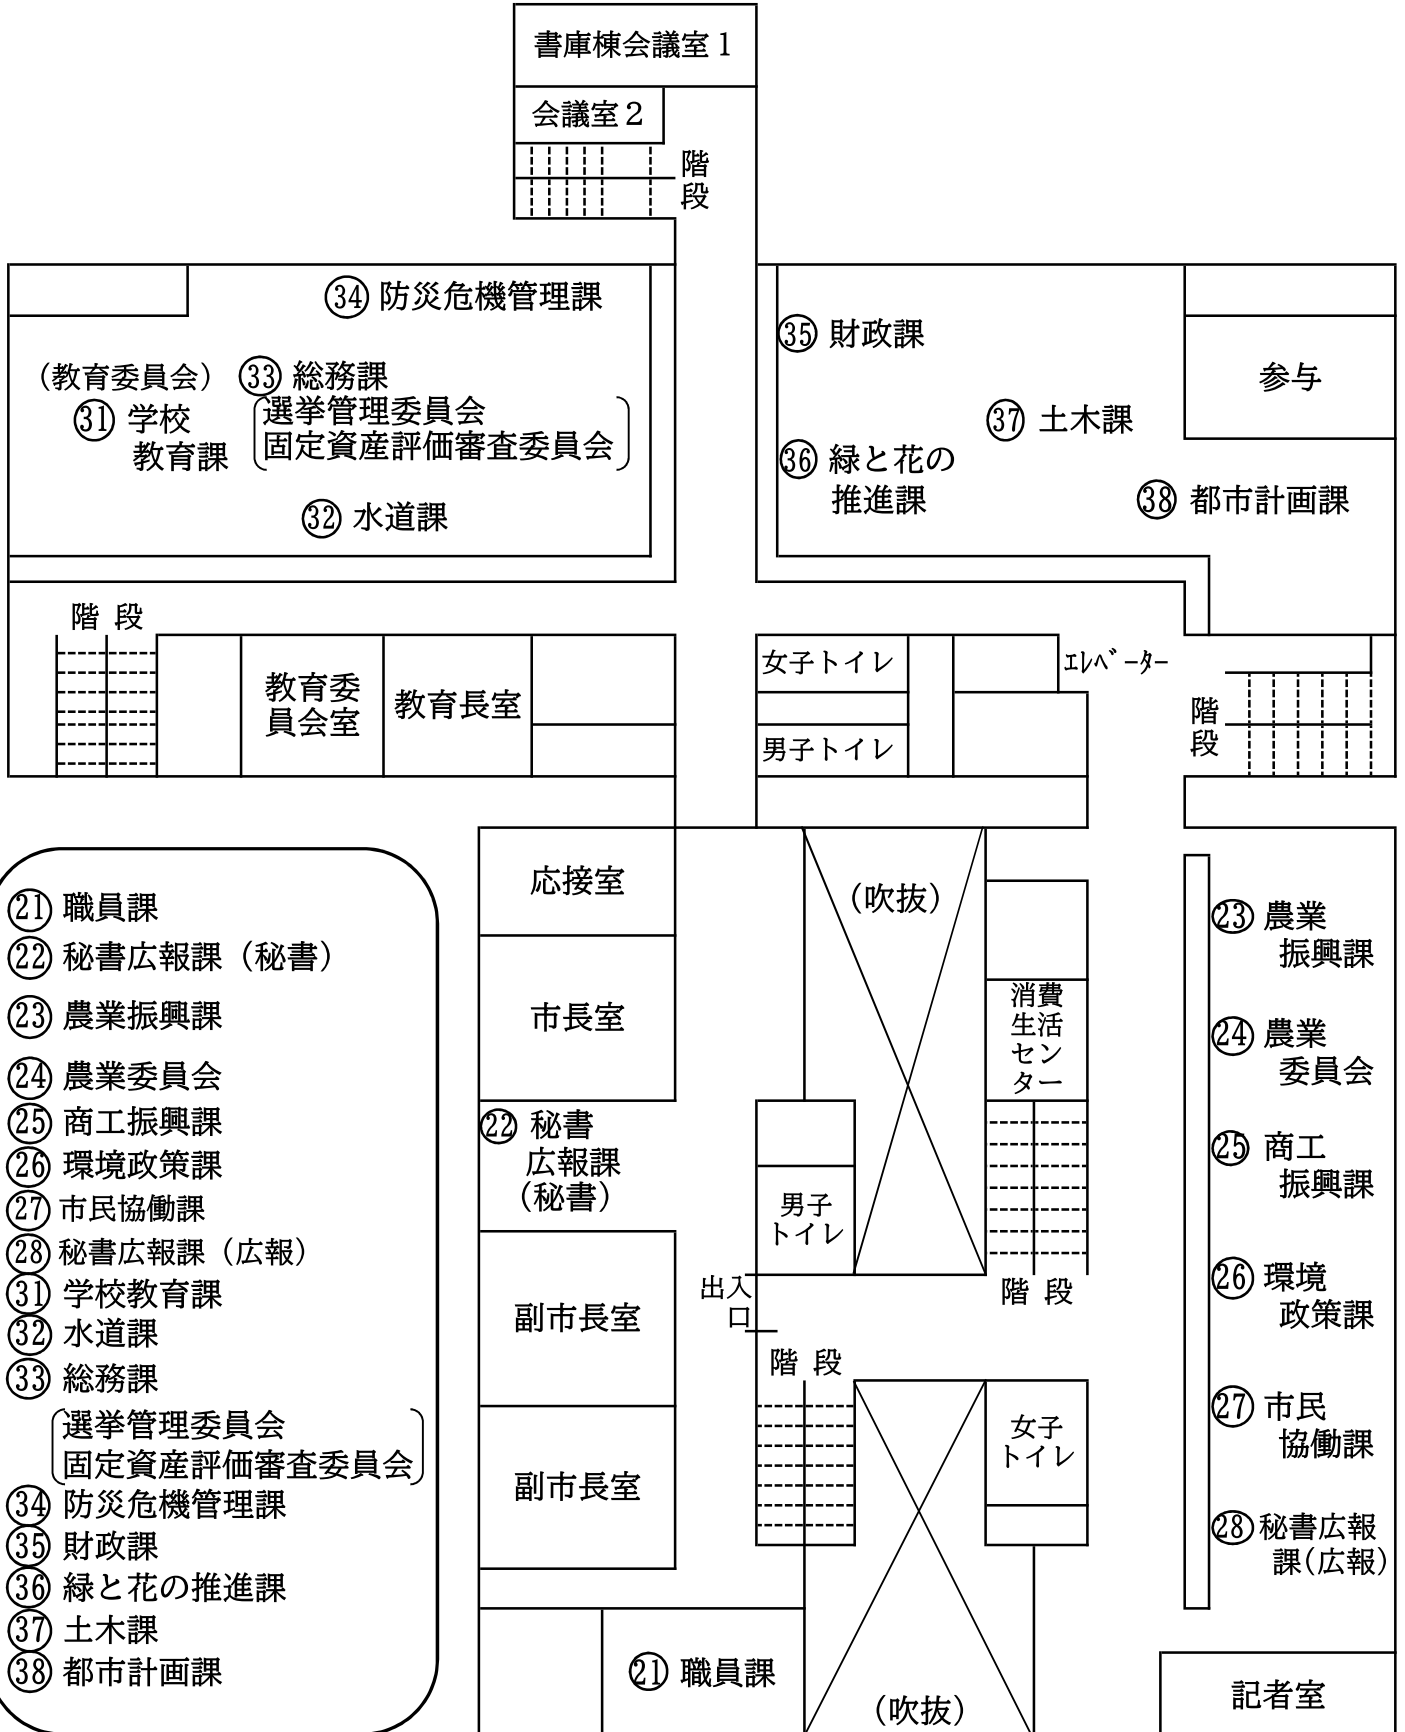 書庫棟会議室１
会議室２
階
段
㉞ 防災危機管理課
（教育委員会）
㉛ 学校
教育課
㉝ 総務課
選挙管理委員会
固定資産評価審査委員会
㉜ 水道課
㉟ 財政課
㊱ 緑と花の
推進課
㊲ 土木課
参与
㊳ 都市計画課
階 段
教育委
員会室
教育長室
女子トイレ
男子トイレ
ｴﾚﾍﾞｰﾀｰ
階
段
応接室
市長室
㉒ 秘書
広報課
（秘書）
副市長室
副市長室
㉑ 職員課
（吹抜）
消費
生活
セン
ター
男子
トイレ
出入
口
階 段
階 段
女子
トイレ
（吹抜）
㉓ 農業
振興課
㉔ 農業
委員会
㉕ 商工
振興課
㉖ 環境
政策課
㉗ 市民
協働課
㉘ 秘書広報
課（広報）
記者室
㉑ 職員課
㉒ 秘書広報課（秘書）
㉓ 農業振興課
㉔ 農業委員会
㉕ 商工振興課
㉖ 環境政策課
㉗ 市民協働課
㉘ 秘書広報課（広報）
㉛ 学校教育課
㉜ 水道課
㉝ 総務課
選挙管理委員会
固定資産評価審査委員会
㉞ 防災危機管理課
㉟ 財政課
㊱ 緑と花の推進課
㊲ 土木課
㊳ 都市計画課